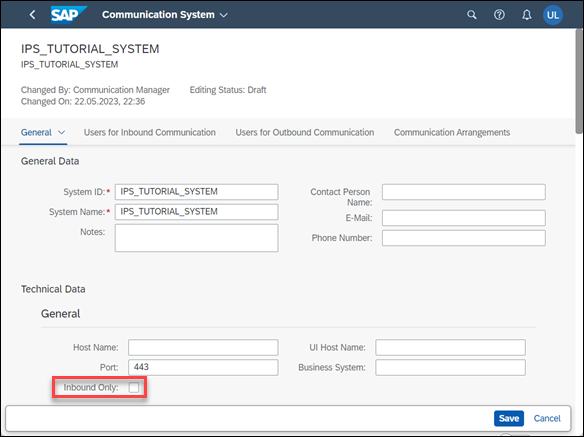 SAP Communication System UL
IPS_TUTORIAL_SYSTEM
IPS_TUTORIAL_SYSTEM
Changed By: Communication Manager Editing Status: Draft
Changed On: 22.05.2023, 22:36
General Users for Inbound Communication Users for Outbound Communication Communication Arrangements
General Data
System ID:* IPS_TUTORIAL_SYSTEM
System Name:* IPS_TUTORIAL_SYSTEM
Notes:
Contact Person
Name:
E-Mail:
Phone Number:
Technical Data
General
Host Name: UI Host Name:
Port: 443 Business System:
Inbound Only:
Save Cancel